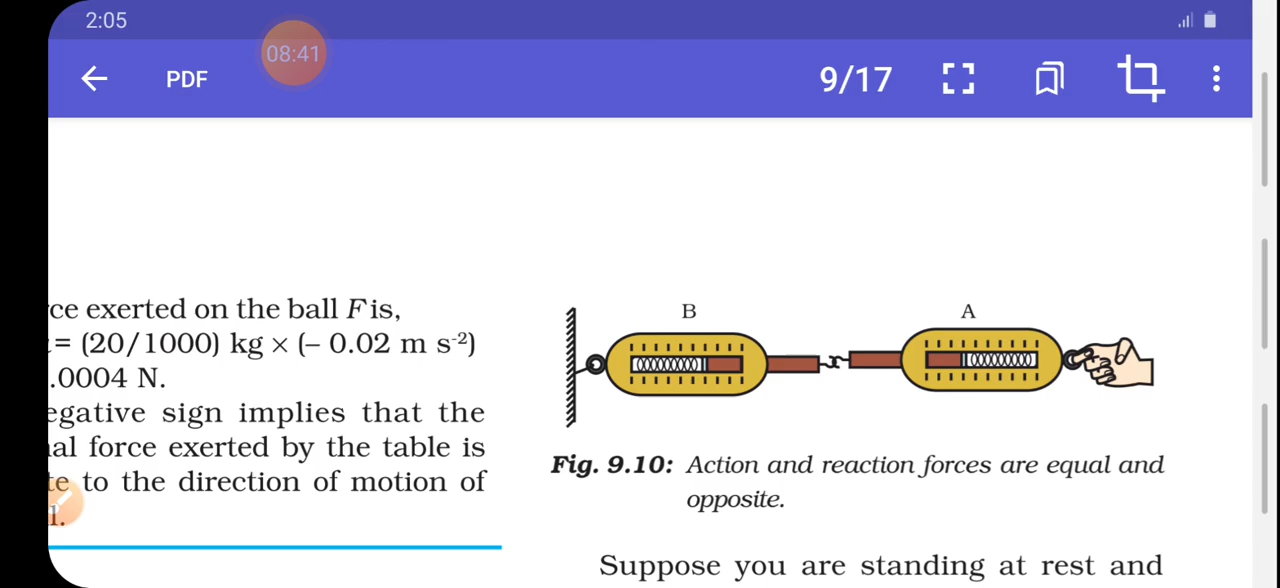 2:05
08:41
PDF
9/17
ce exerted on the ball F is,
= (20/1000) kg × (– 0.02 m s-2)
.0004 N.
egative sign implies that the
al force exerted by the table is
te to the direction of motion of
l.
B
A
Fig. 9.10: Action and reaction forces are equal and
opposite.
Suppose you are standing at rest and